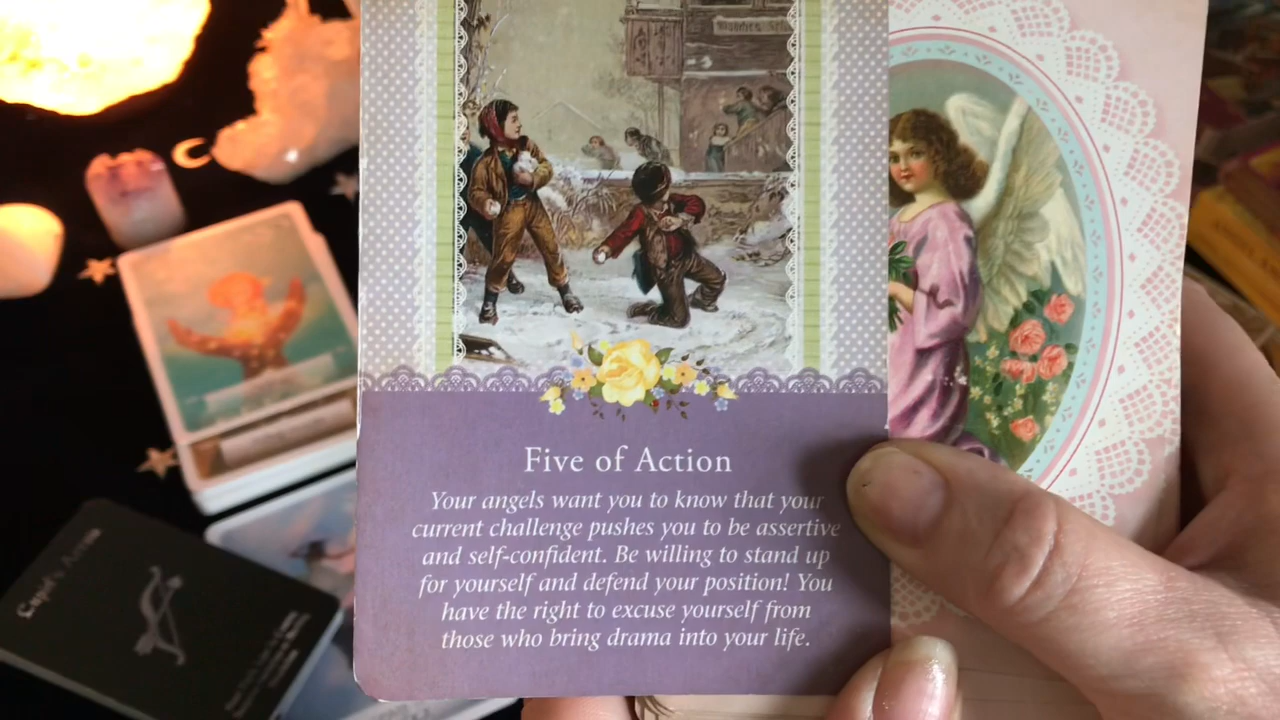 Five of Action
Your angels want you to know that your
current challenge pushes you to be assertive
and self-confident. Be willing to stand up
for yourself and defend your position! You
have the right to excuse yourself from
those who bring drama into your life.
Cupid's Arrow